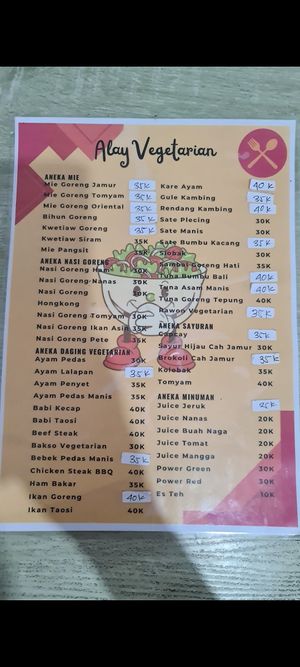 Alay Vegetarian
ANEKA MIE
Mie Goreng Jamur 35K
Mie Goreng Tomyam 35K
Mie Goreng Oriental 35K
Bihun Goreng 35K
Kwetiaw Goreng 35K
Kwetiaw Siram 35K
Mie Pangsit 35K
ANEKA NASI GORENG
Nasi Goreng Ham 30K
Nasi Goreng Nanas 30K
Nasi Goreng 30K
Hongkong
Nasi Goreng Tomyam 30K
Nasi Goreng Ikan Asin 35K
Nasi Goreng Pete 35K
ANEKA DAGING VEGETARIAN
Ayam Pedas 30K
Ayam Lalapan 35K
Ayam Penyet 35K
Ayam Pedas Manis 35K
Babi Kecap 40K
Babi Taosi 40K
Beef Steak 40K
Bakso Vegetarian 30K
Bebek Pedas Manis 35K
Chicken Steak BBQ 40K
Ham Bakar 35K
Ikan Goreng 40K
Ikan Taosi 40K
Kare Ayam 40K
Gule Kambing 35K
Rendang Kambing 40K
Sate Plecing 30K
Sate Manis 30K
Sate Bumbu Kacang 35K
Siobak 30K
Sambal Goreng Hati 35K
Tuna Bumbu Bali 40K
Tuna Asam Manis 40K
Tuna Goreng Tepung 40K
Rawon Vegetarian 35K
ANEKA SAYURAN
Capcay 35K
Sayur Hijau Cah Jamur 30K
Brokoli Cah Jamur 35K
Kolobak 35K
Tomyam 40K
ANEKA MINUMAN
Juice Jeruk 25K
Juice Nanas 20K
Juice Buah Naga 20K
Juice Tomat 20K
Juice Mangga 20K
Power Green 30K
Power Red 30K
Es Teh 10K